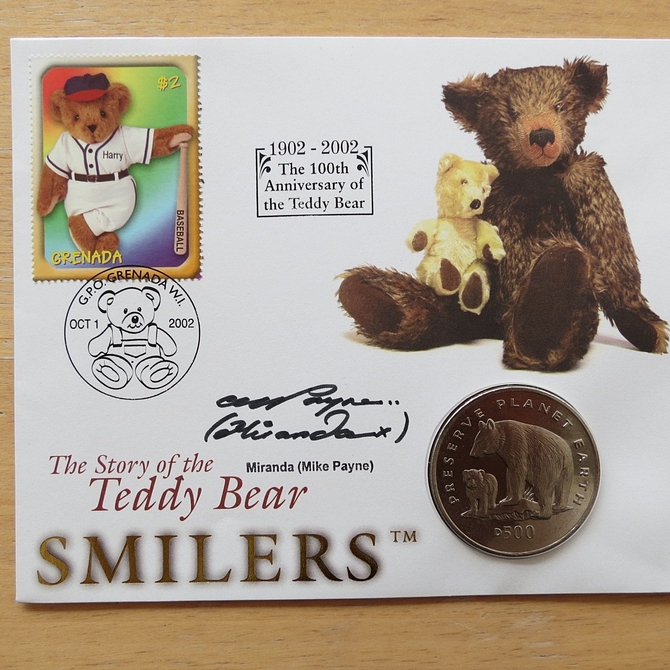 $2
Harry
BASEBALL
GRENADA
G.P.O. GRENADA W.I.
OCT 1 2002
1902 - 2002
The 100th
Anniversary of
the Teddy Bear
Payne..
(Miranda x)
Miranda (Mike Payne)
The Story of the
Teddy Bear
SMILERS™
PRESERVE PLANET EARTH
D500